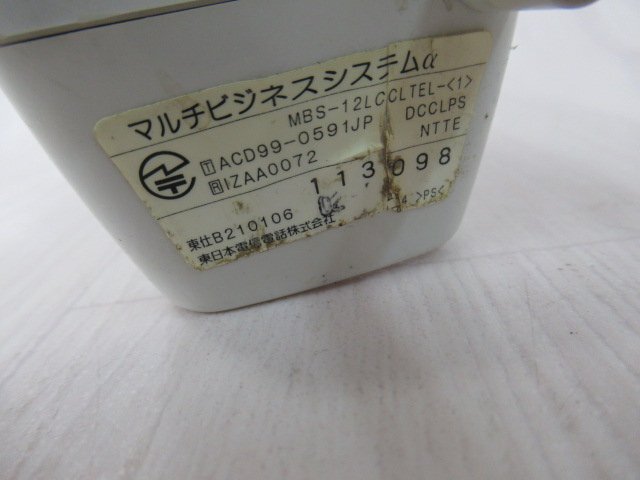 マルチビジネスシステムα
MBS-12LCCLTEL-<1>
T ACD99-0591JP DCCLPS
R IZAA0072 NTTE
113098
東仕B210106 >PS<
東日本電信電話株式会社